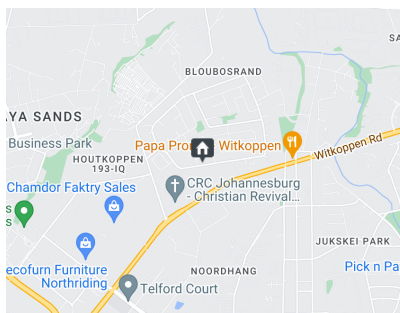 BLOUBOSRAND
SA
AYA SANDS
Business Park
Papa Pro
Witkoppen
Witkoppen Rd
HOUTKOPPEN
193-IQ
Chamdor Faktry Sales
CRC Johannesburg
- Christian Revival...
s
s
JUKSKEI PARK
ecofurn Furniture
Northriding
NOORDHANG
Pick n Pa
Telford Court